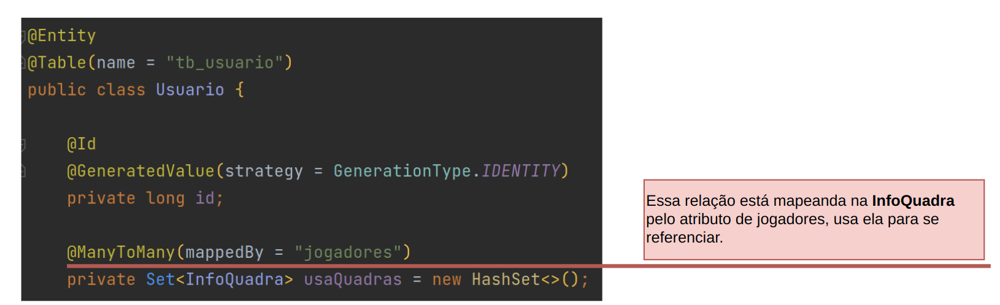 @Entity
@Table(name = "tb_usuario")
public class Usuario {
@Id
@GeneratedValue(strategy = GenerationType.IDENTITY)
private long id;
@ManyToMany(mappedBy = "jogadores")
private Set<InfoQuadra> usaQuadras = new HashSet<>();
Essa relação está mapeanda na InfoQuadra
pelo atributo de jogadores, usa ela para se
referenciar.